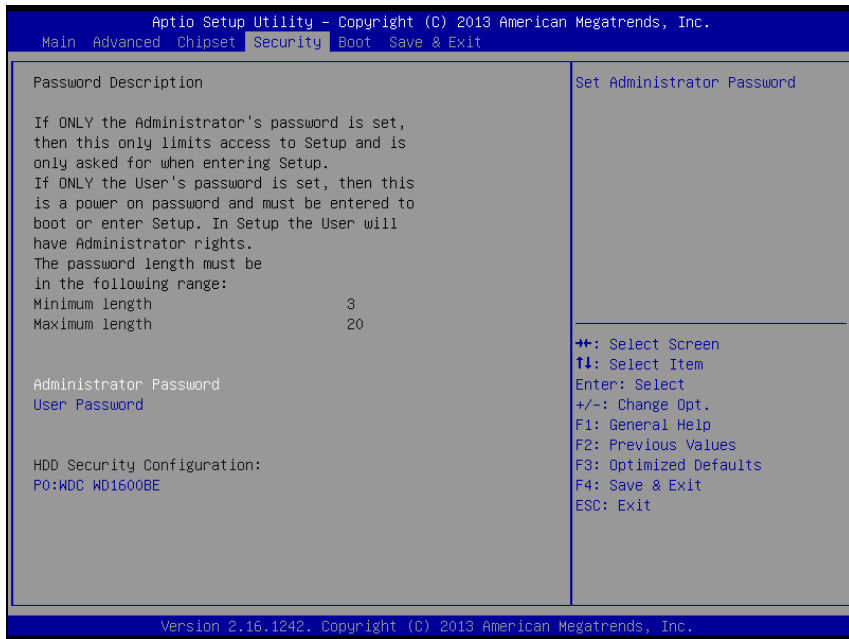 Aptio Setup Utility – Copyright (C) 2013 American Megatrends, Inc.
Main Advanced Chipset Security Boot Save & Exit
Password Description
If ONLY the Administrator's password is set,
then this only limits access to Setup and is
only asked for when entering Setup.
If ONLY the User's password is set, then this
is a power on password and must be entered to
boot or enter Setup. In Setup the User will
have Administrator rights.
The password length must be
in the following range:
Minimum length 3
Maximum length 20
Administrator Password
User Password
HDD Security Configuration:
P0:WDC WD1600BE
Set Administrator Password
→←: Select Screen
↑↓: Select Item
Enter: Select
+/-: Change Opt.
F1: General Help
F2: Previous Values
F3: Optimized Defaults
F4: Save & Exit
ESC: Exit
Version 2.16.1242. Copyright (C) 2013 American Megatrends, Inc.